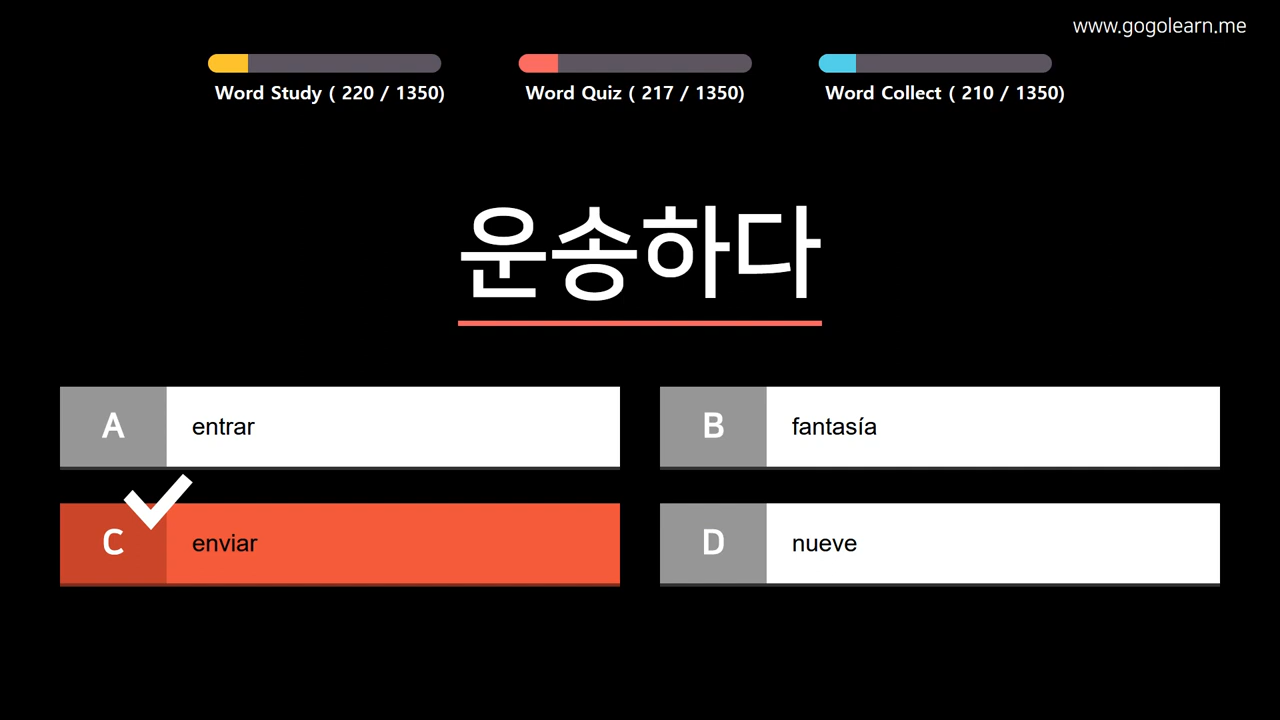 www.gogolearn.me
Word Study ( 220 / 1350)
Word Quiz ( 217 / 1350)
Word Collect ( 210 / 1350)
운송하다
A entrar
B fantasía
C enviar
D nueve